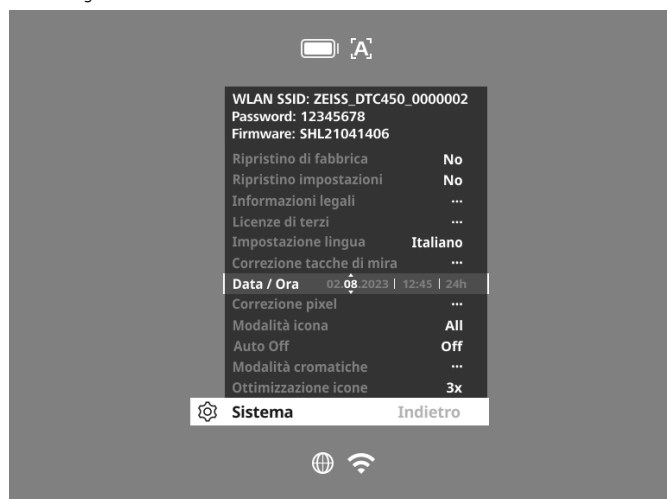 [A]
WLAN SSID: ZEISS_DTC450_0000002
Password: 12345678
Firmware: SHL21041406
Ripristino di fabbrica No
Ripristino impostazioni No
Informazioni legali ...
Licenze di terzi ...
Impostazione lingua Italiano
Correzione tacche di mira ...
Data / Ora 02.08.2023 | 12:45 | 24h
Correzione pixel ...
Modalità icona All
Auto Off Off
Modalità cromatiche ...
Ottimizzazione icone 3x
Sistema Indietro